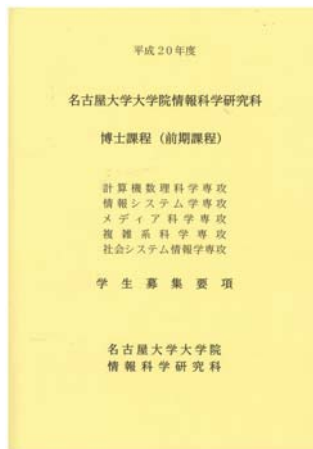 平成20年度
名古屋大学大学院情報科学研究科
博士課程（前期課程）
計算機数理科学専攻
情報システム学専攻
メディア科学専攻
複雑系科学専攻
社会システム情報学専攻
学生募集要項
名古屋大学大学院
情報科学研究科